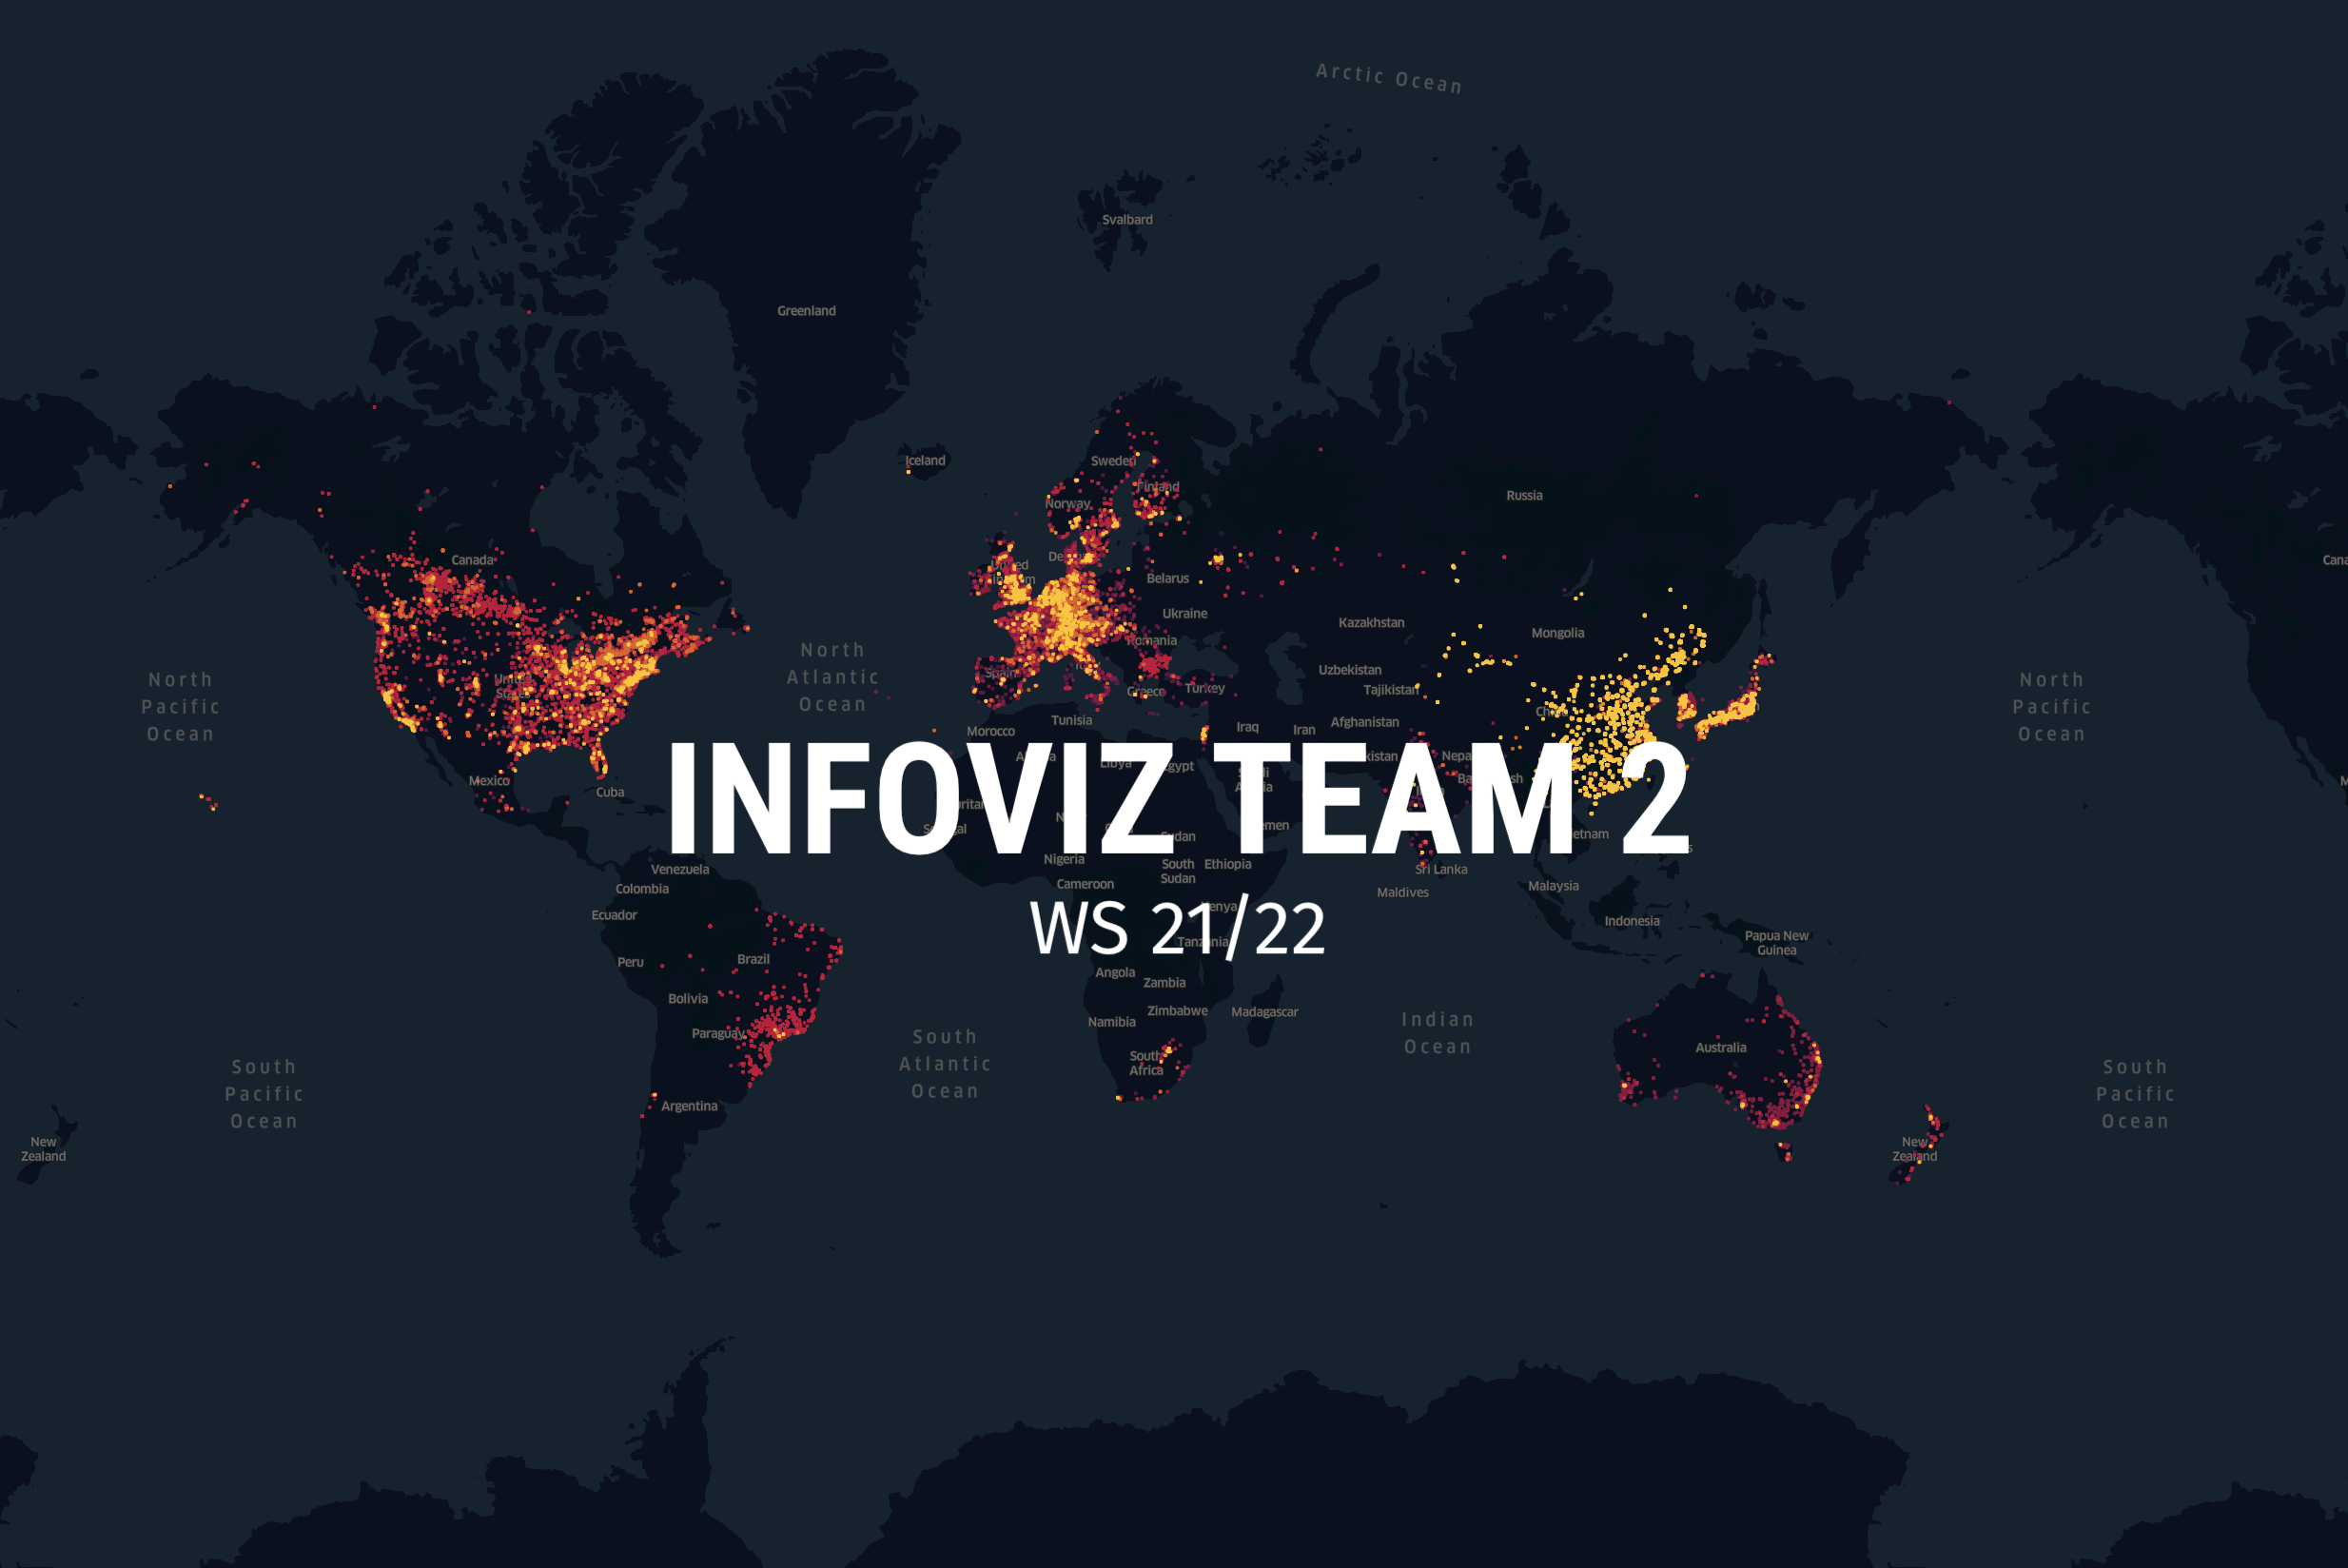 Arctic Ocean
Svalbard
Greenland
Iceland
Sweden
Finland
Norway
Russia
Canada
Belarus
Ukraine
Kazakhstan
Mongolia
North
Atlantic
Ocean
North
Pacific
Ocean
North
Pacific
Ocean
Uzbekistan
Tajikistan
Greece
Turkey
Tunisia
Morocco
Iraq
Iran
Afghanistan
Mexico
Cuba
INFOVIZ TEAM 2
WS 21/22
Nigeria
South
Sudan
Ethiopia
Cameroon
Sri Lanka
Maldives
Malaysia
Indonesia
Papua New
Guinea
Venezuela
Colombia
Ecuador
Peru
Brazil
Bolivia
Paraguay
Argentina
Angola
Zambia
Zimbabwe
Namibia
Madagascar
South
Africa
South
Atlantic
Ocean
Indian
Ocean
Australia
South
Pacific
Ocean
South
Pacific
Ocean
New
Zealand
New
Zealand